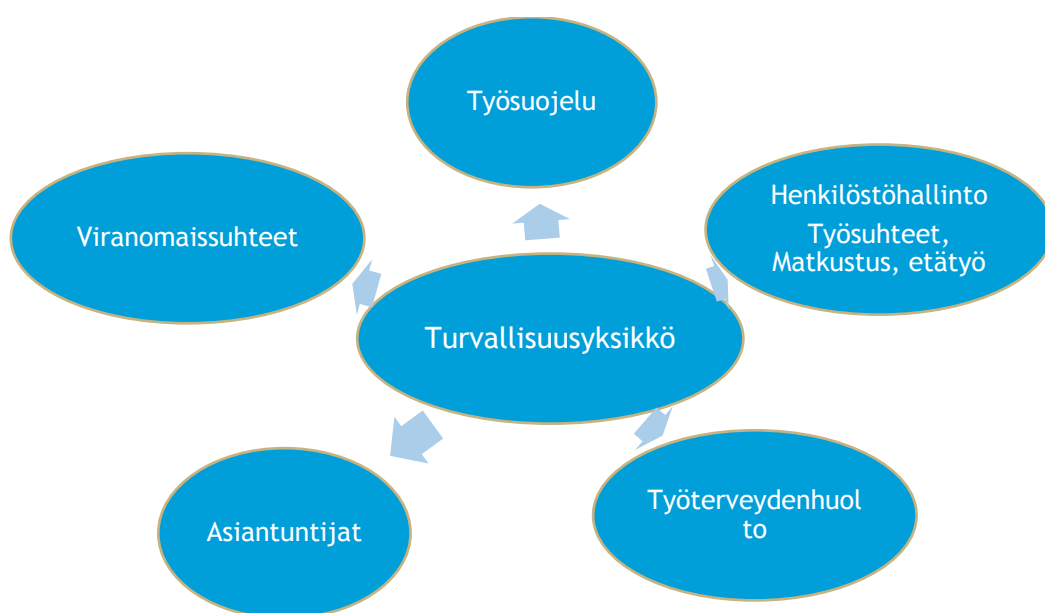 Työsuojelu
Henkilöstöhallinto
Työsuhteet,
Matkustus, etätyö
Viranomaissuhteet
Turvallisuusyksikkö
Työterveydenhuol
to
Asiantuntijat